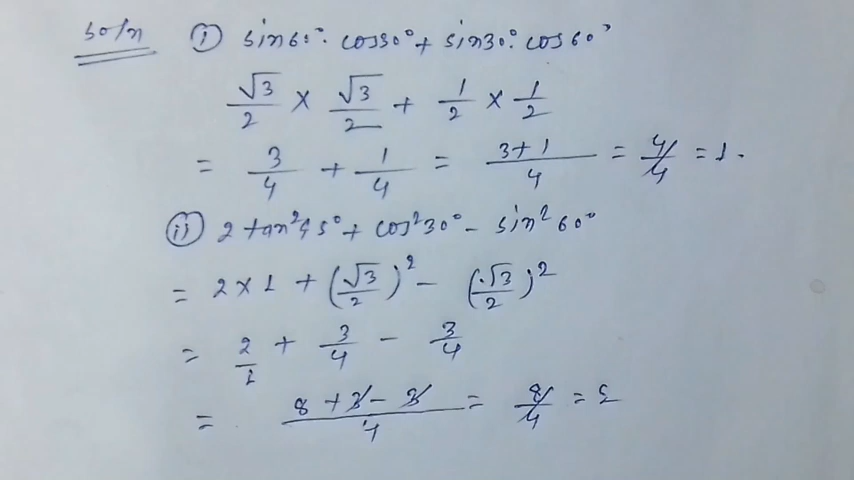 Soln (i) sin60°. cos30° + sin30°. cos60°
√3/2 × √3/2 + 1/2 × 1/2
= 3/4 + 1/4 = 3+1/4 = 4/4 = 1.
(ii) 2 tan²45° + cos²30° - sin²60°
= 2×1 + (√3/2)² - (√3/2)²
= 2/1 + 3/4 - 3/4
= 8+3-3/4 = 8/4 = 2